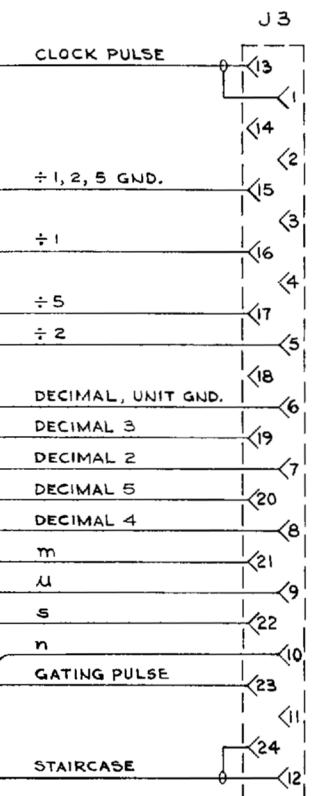 J3
CLOCK PULSE 13
1
14
2
÷ 1, 2, 5 GND. 15
3
÷ 1 16
4
÷ 5 17
÷ 2 5
18
DECIMAL, UNIT GND. 6
DECIMAL 3 19
DECIMAL 2 7
DECIMAL 5 20
DECIMAL 4 8
m 21
μ 9
s 22
n 10
GATING PULSE 23
11
24
STAIRCASE 12